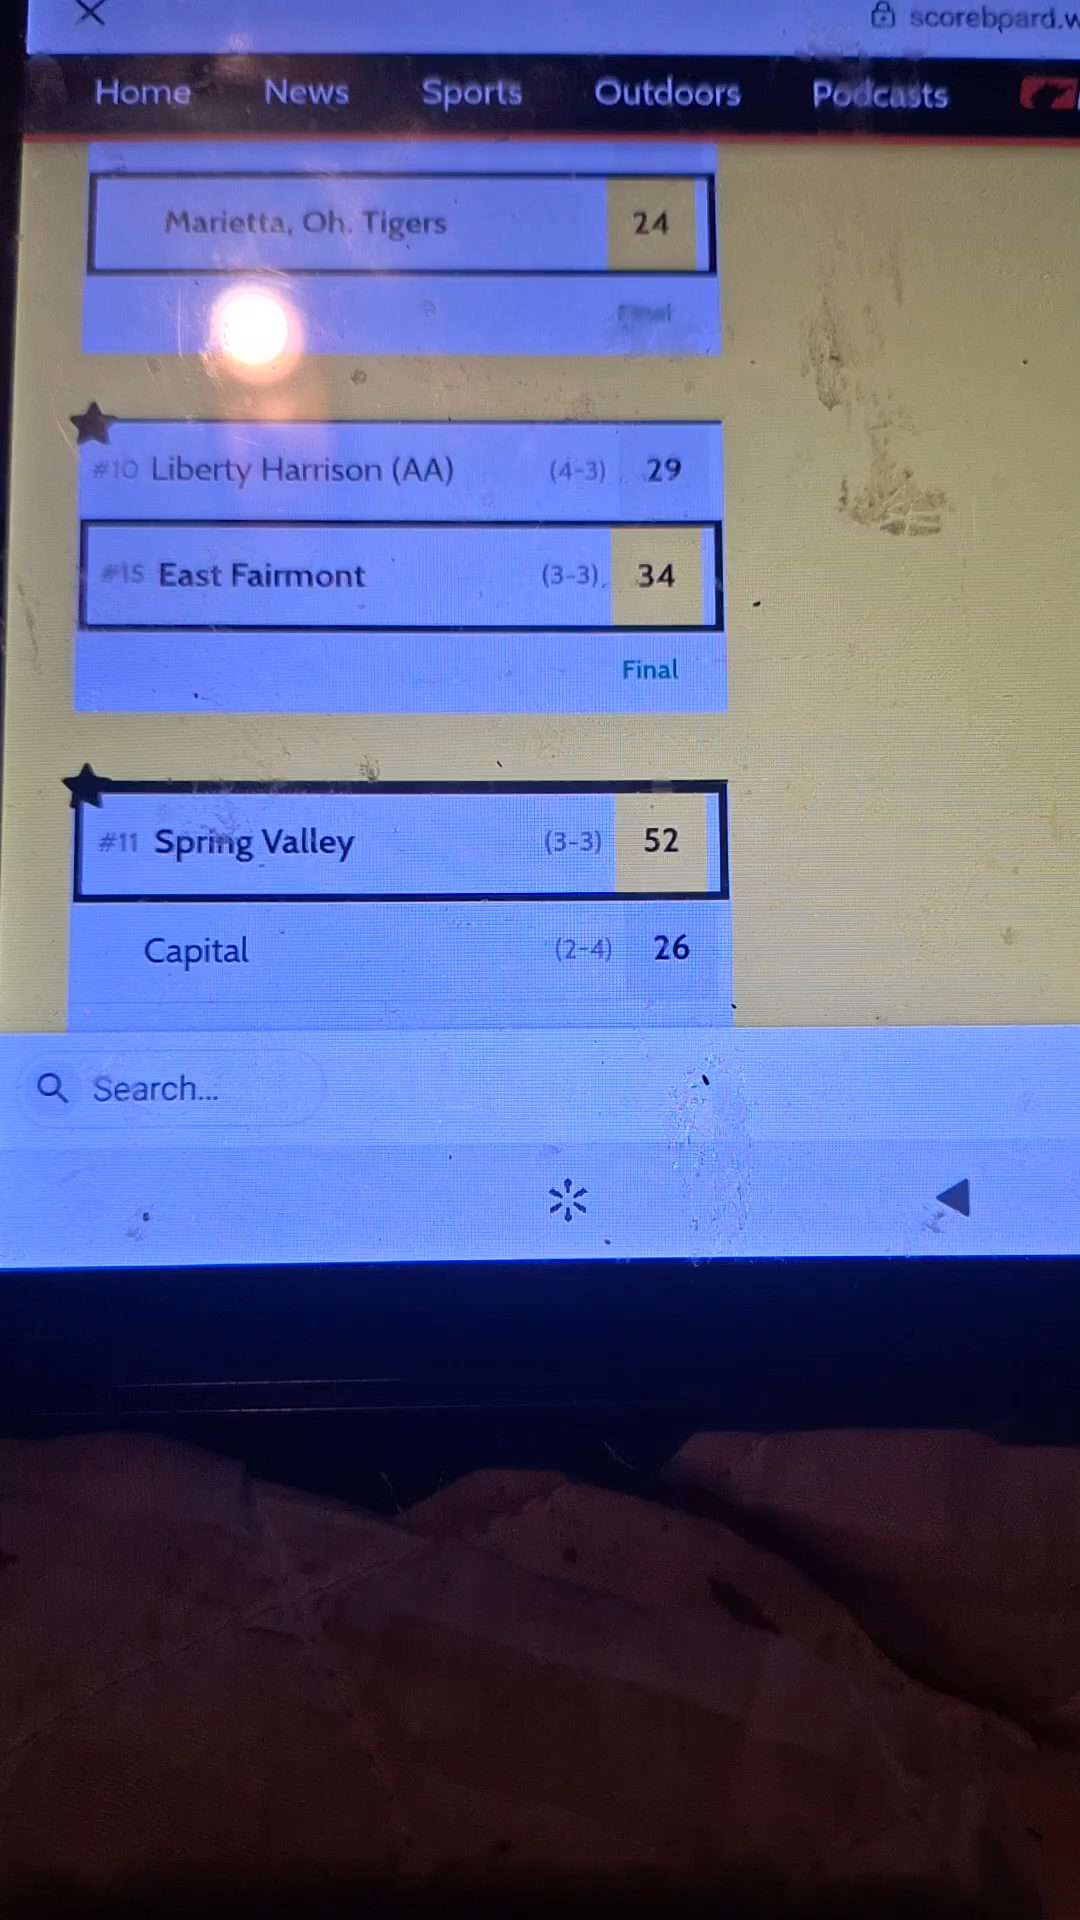 scorebpard.w
Home News Sports Outdoors Podcasts
Marietta, Oh. Tigers 24
Final
#10 Liberty Harrison (AA) (4-3) 29
#15 East Fairmont (3-3) 34
Final
#11 Spring Valley (3-3) 52
Capital (2-4) 26
Search...